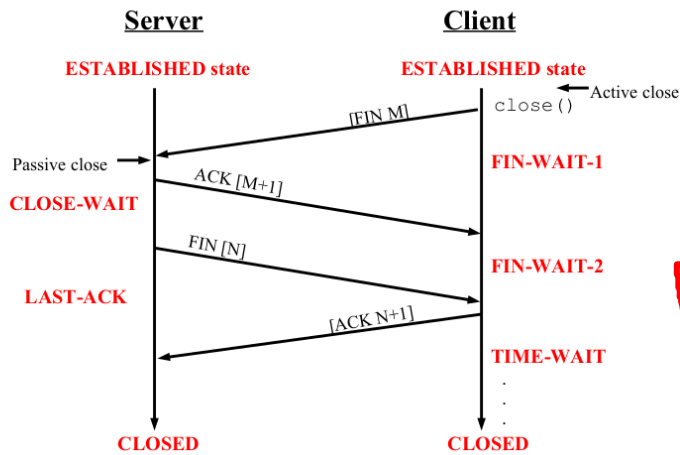 Server Client
ESTABLISHED state ESTABLISHED state
Active close
close()
[FIN M]
Passive close
FIN-WAIT-1
ACK [M+1]
CLOSE-WAIT
FIN [N]
FIN-WAIT-2
LAST-ACK
[ACK N+1]
TIME-WAIT
.
.
.
CLOSED CLOSED